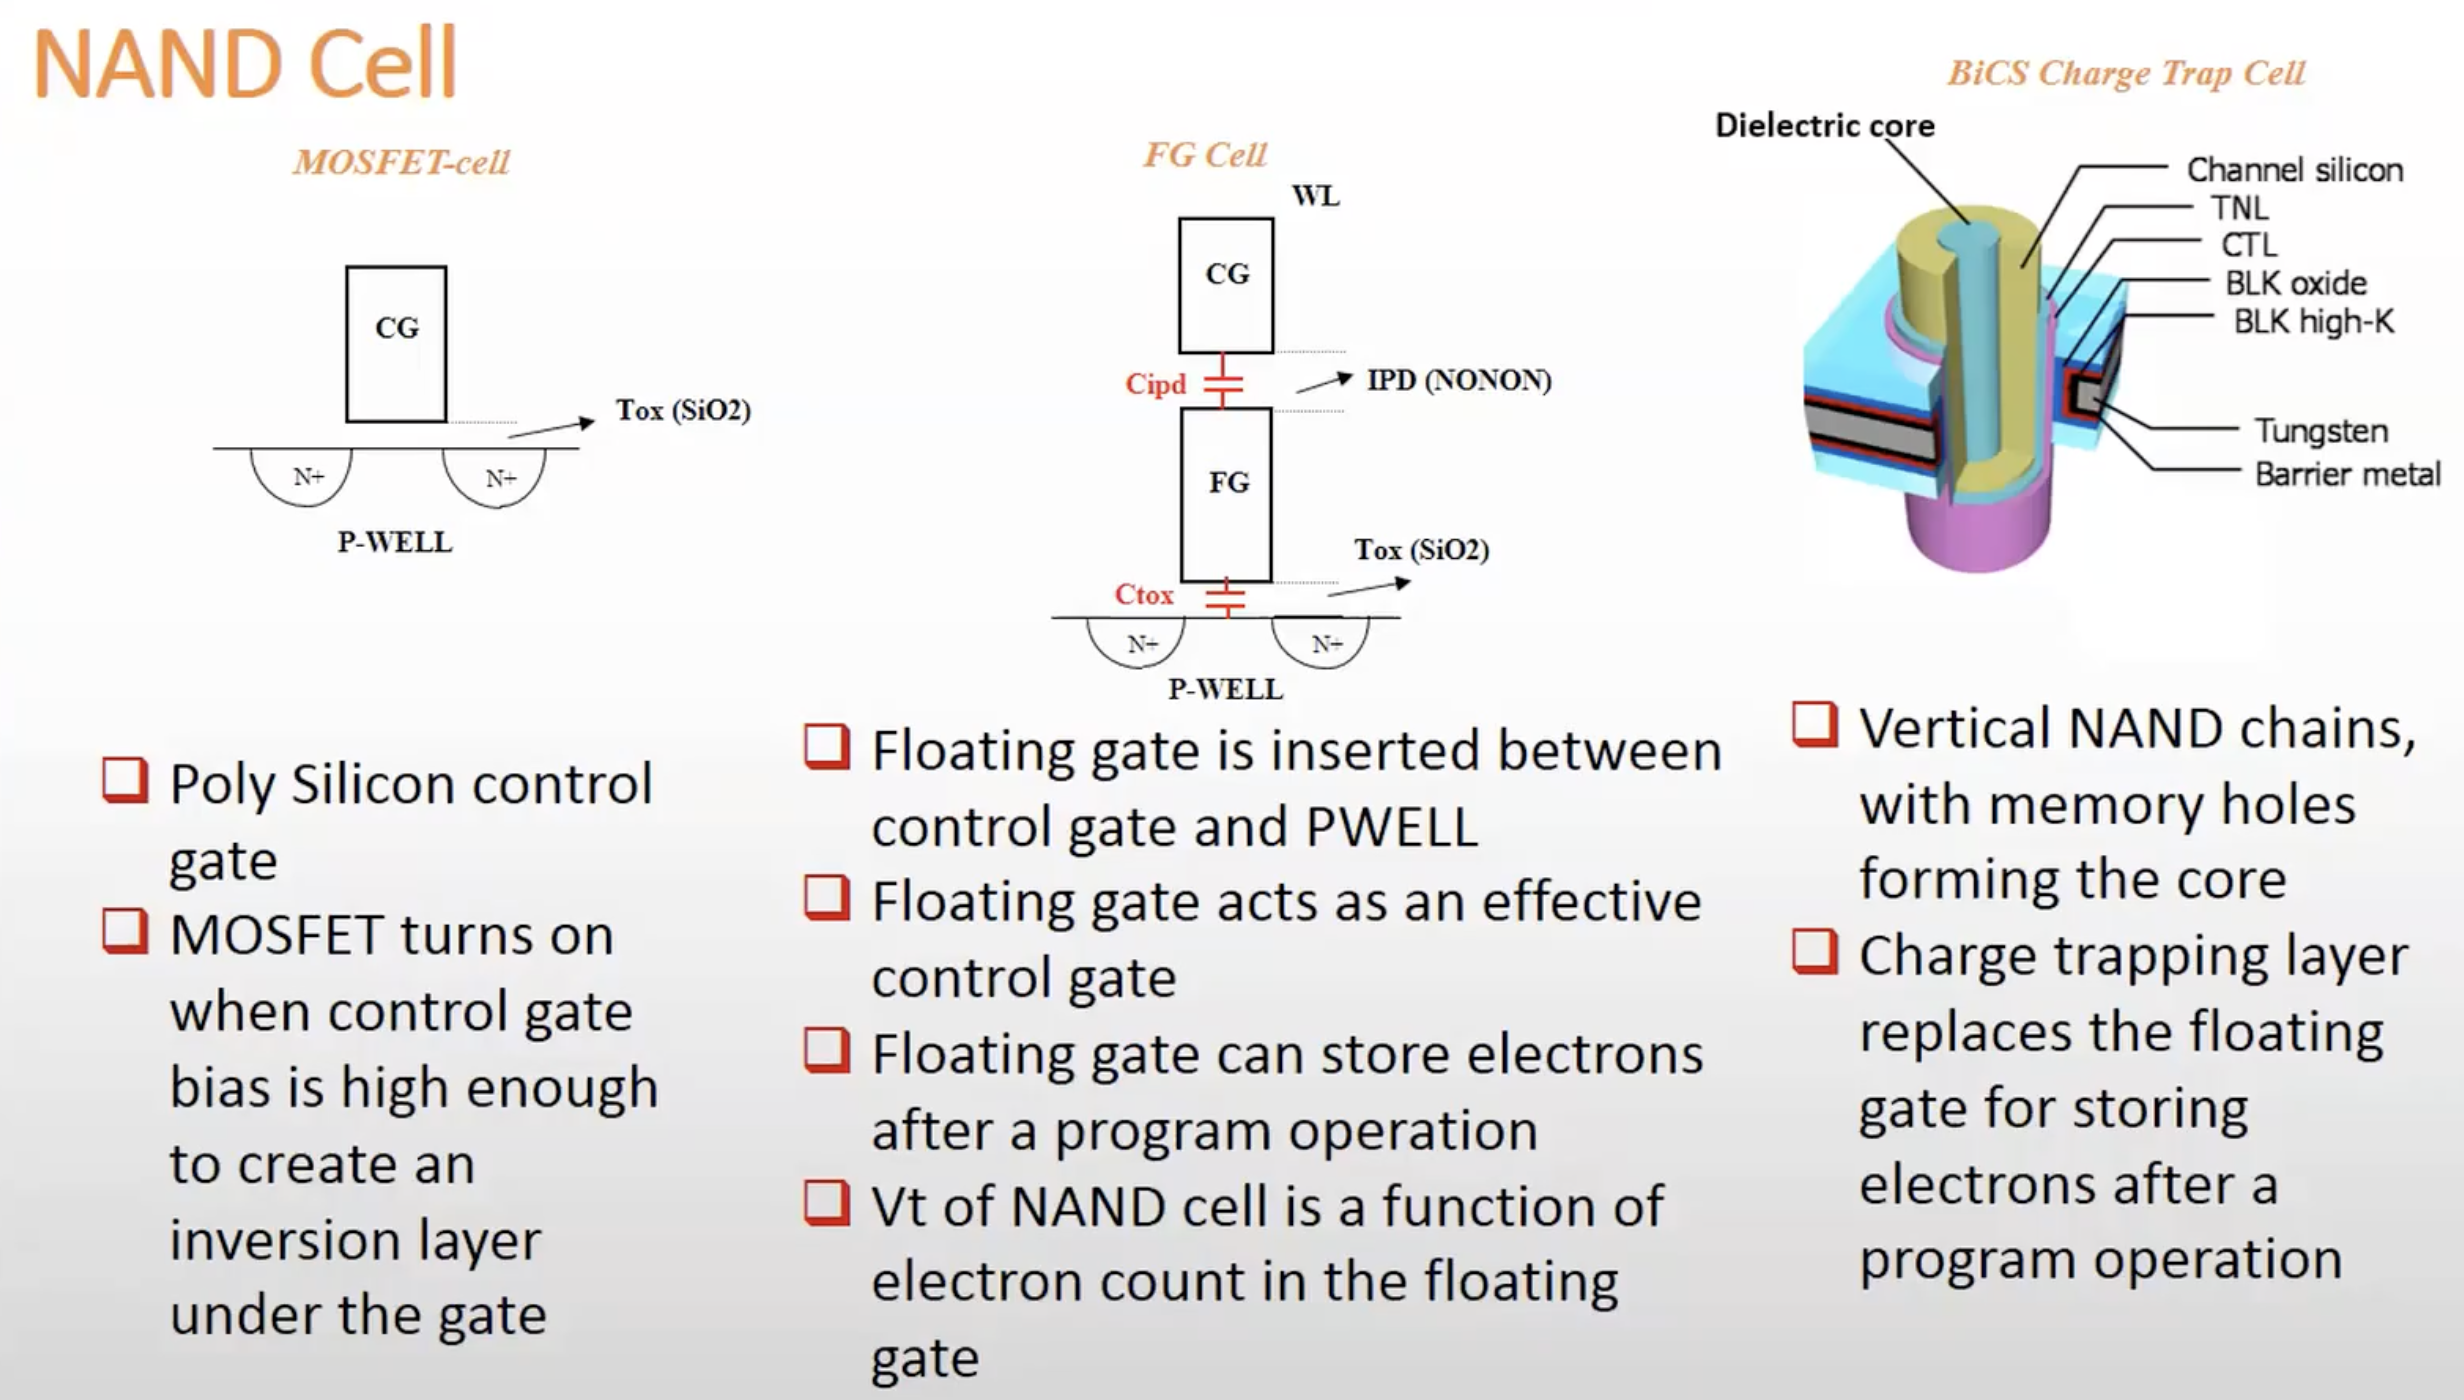 NAND Cell
MOSFET-cell
CG
Tox (SiO2)
N+
N+
P-WELL
Poly Silicon control
gate
MOSFET turns on
when control gate
bias is high enough
to create an
inversion layer
under the gate
FG Cell
WL
CG
Cipd
IPD (NONON)
FG
Tox (SiO2)
Ctox
N+
N+
P-WELL
Floating gate is inserted between
control gate and PWELL
Floating gate acts as an effective
control gate
Floating gate can store electrons
after a program operation
Vt of NAND cell is a function of
electron count in the floating
gate
BiCS Charge Trap Cell
Dielectric core
Channel silicon
TNL
CTL
BLK oxide
BLK high-K
Tungsten
Barrier metal
Vertical NAND chains,
with memory holes
forming the core
Charge trapping layer
replaces the floating
gate for storing
electrons after a
program operation